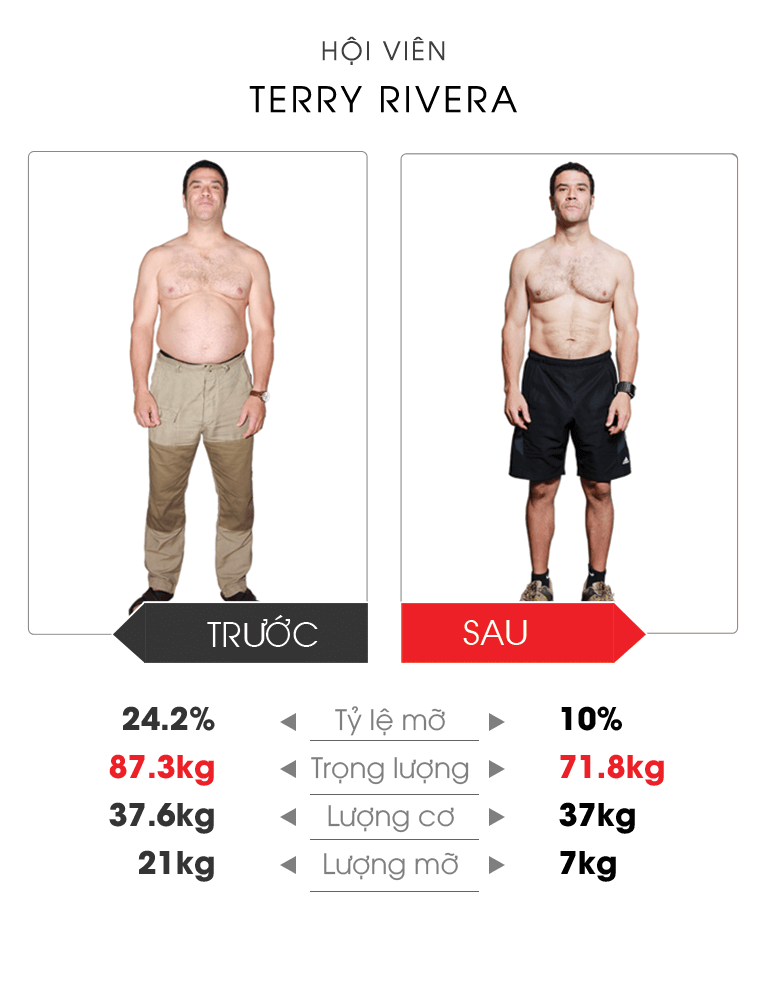 HỘI VIÊN
TERRY RIVERA
TRƯỚC
SAU
24.2% Tỷ lệ mỡ 10%
87.3kg Trọng lượng 71.8kg
37.6kg Lượng cơ 37kg
21kg Lượng mỡ 7kg